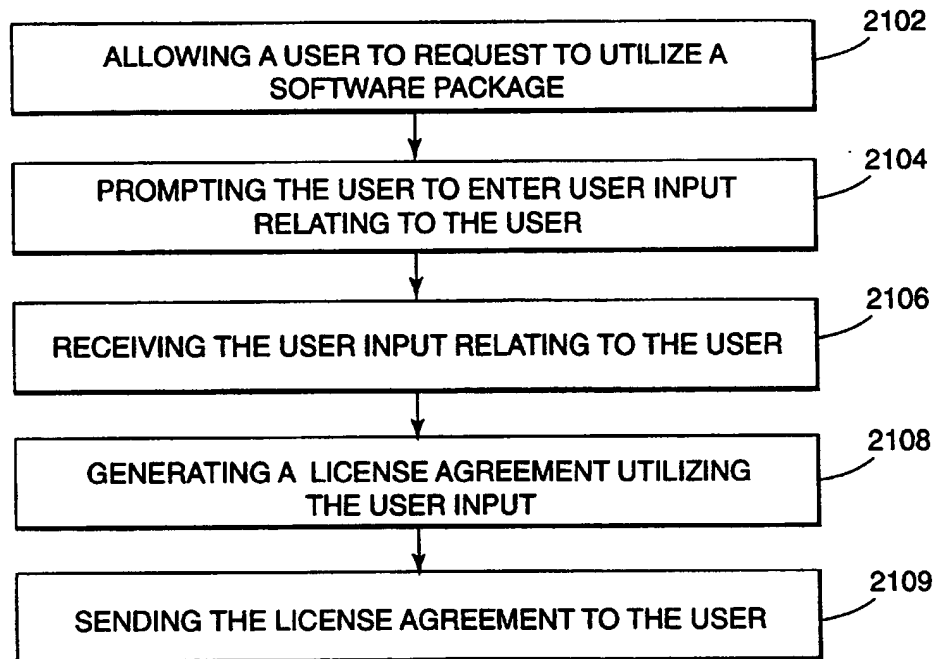 2102
ALLOWING A USER TO REQUEST TO UTILIZE A
SOFTWARE PACKAGE
2104
PROMPTING THE USER TO ENTER USER INPUT
RELATING TO THE USER
2106
RECEIVING THE USER INPUT RELATING TO THE USER
2108
GENERATING A LICENSE AGREEMENT UTILIZING
THE USER INPUT
2109
SENDING THE LICENSE AGREEMENT TO THE USER